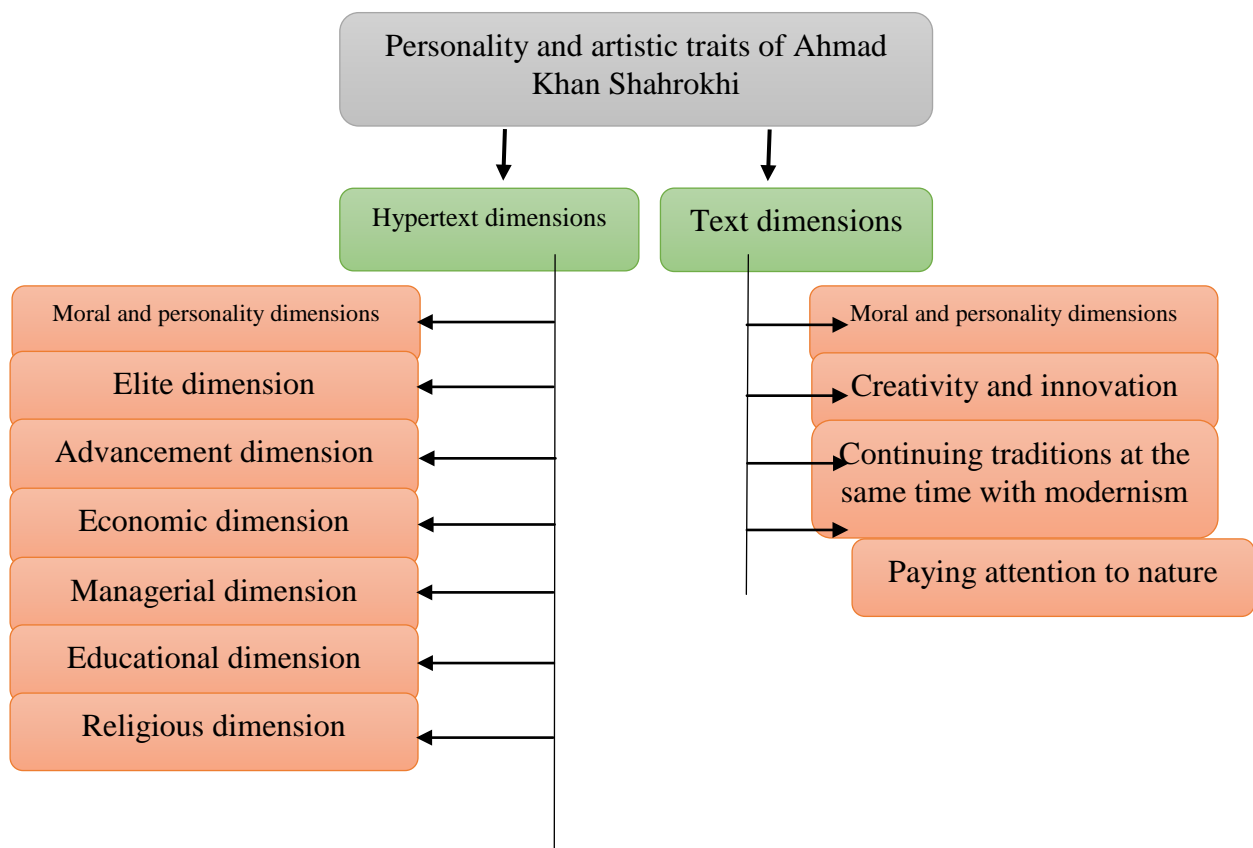 Personality and artistic traits of Ahmad
Khan Shahrokhi
Hypertext dimensions
Text dimensions
Moral and personality dimensions
Elite dimension
Advancement dimension
Economic dimension
Managerial dimension
Educational dimension
Religious dimension
Moral and personality dimensions
Creativity and innovation
Continuing traditions at the
same time with modernism
Paying attention to nature